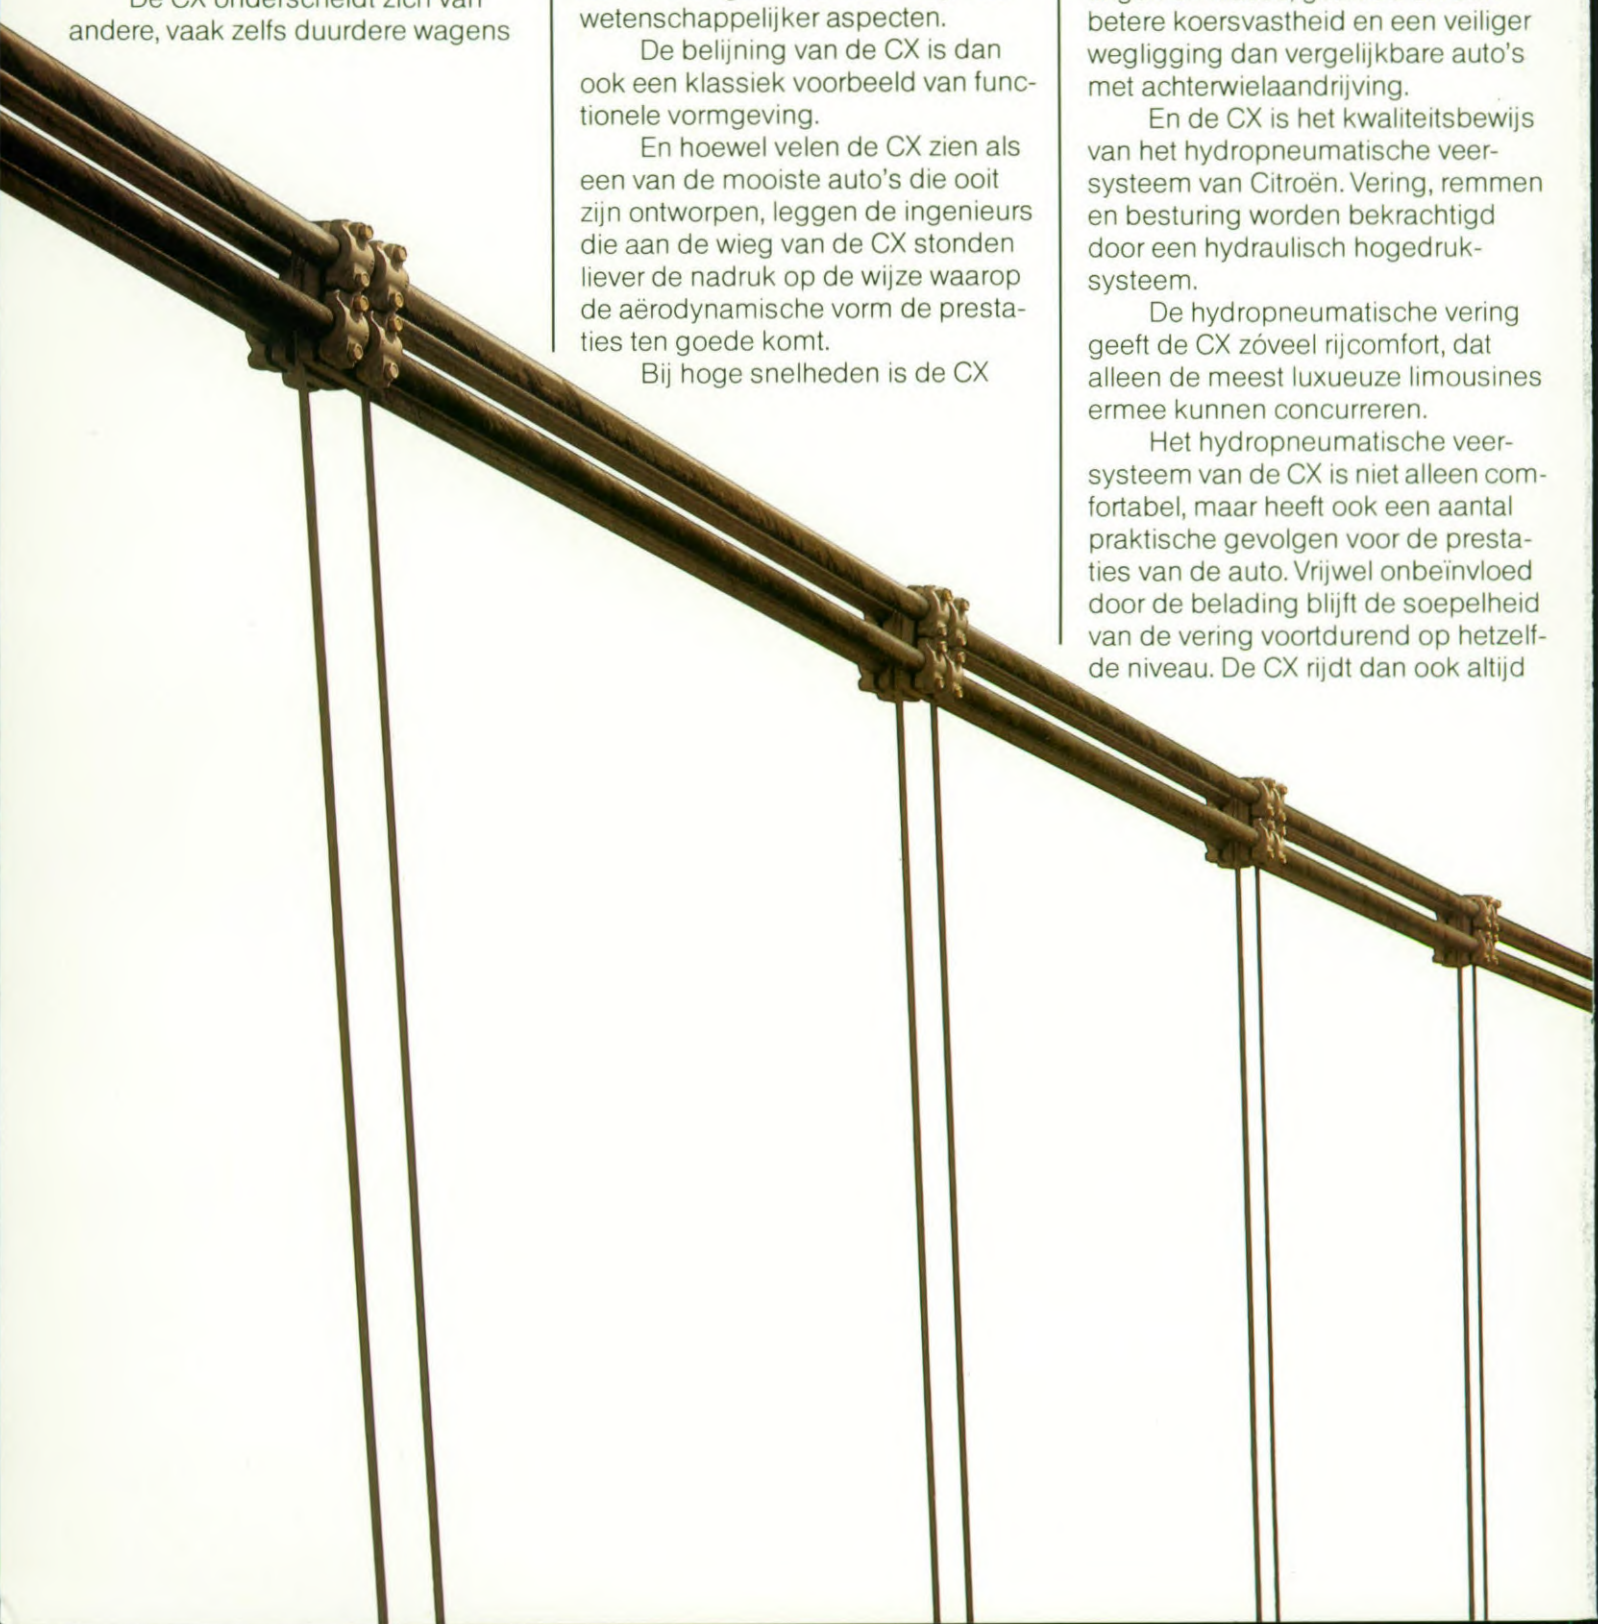 De CX onderscheidt zich van
andere, vaak zelfs duurdere wagens
wetenschappelijker aspecten.
De belijning van de CX is dan
ook een klassiek voorbeeld van func-
tionele vormgeving.
En hoewel velen de CX zien als
een van de mooiste auto's die ooit
zijn ontworpen, leggen de ingenieurs
die aan de wieg van de CX stonden
liever de nadruk op de wijze waarop
de aërodynamische vorm de presta-
ties ten goede komt.
Bij hoge snelheden is de CX
betere koersvastheid en een veiliger
wegligging dan vergelijkbare auto's
met achterwielaandrijving.
En de CX is het kwaliteitsbewijs
van het hydropneumatische veer-
systeem van Citroën. Vering, remmen
en besturing worden bekrachtigd
door een hydraulisch hogedruk-
systeem.
De hydropneumatische vering
geeft de CX zóveel rijcomfort, dat
alleen de meest luxueuze limousines
ermee kunnen concurreren.
Het hydropneumatische veer-
systeem van de CX is niet alleen com-
fortabel, maar heeft ook een aantal
praktische gevolgen voor de presta-
ties van de auto. Vrijwel onbeïnvloed
door de belading blijft de soepelheid
van de vering voortdurend op hetzelf-
de niveau. De CX rijdt dan ook altijd